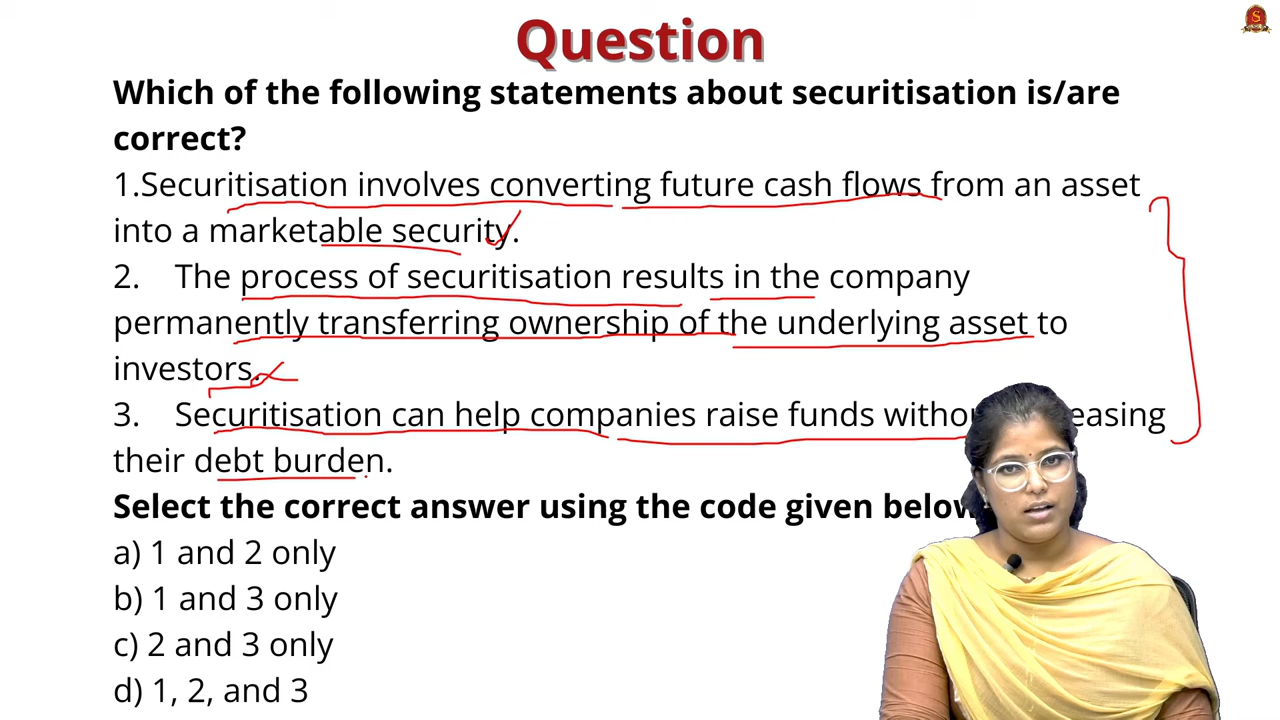 Question
Which of the following statements about securitisation is/are
correct?
1.Securitisation involves converting future cash flows from an asset
into a marketable security.
2. The process of securitisation results in the company
permanently transferring ownership of the underlying asset to
investors.
3. Securitisation can help companies raise funds easing
their debt burden.
Select the correct answer using the code given below
a) 1 and 2 only
b) 1 and 3 only
c) 2 and 3 only
d) 1, 2, and 3
S